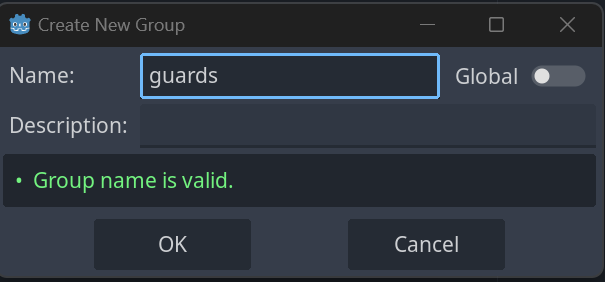 Create New Group
Name: guards Global
Description:
• Group name is valid.
OK Cancel